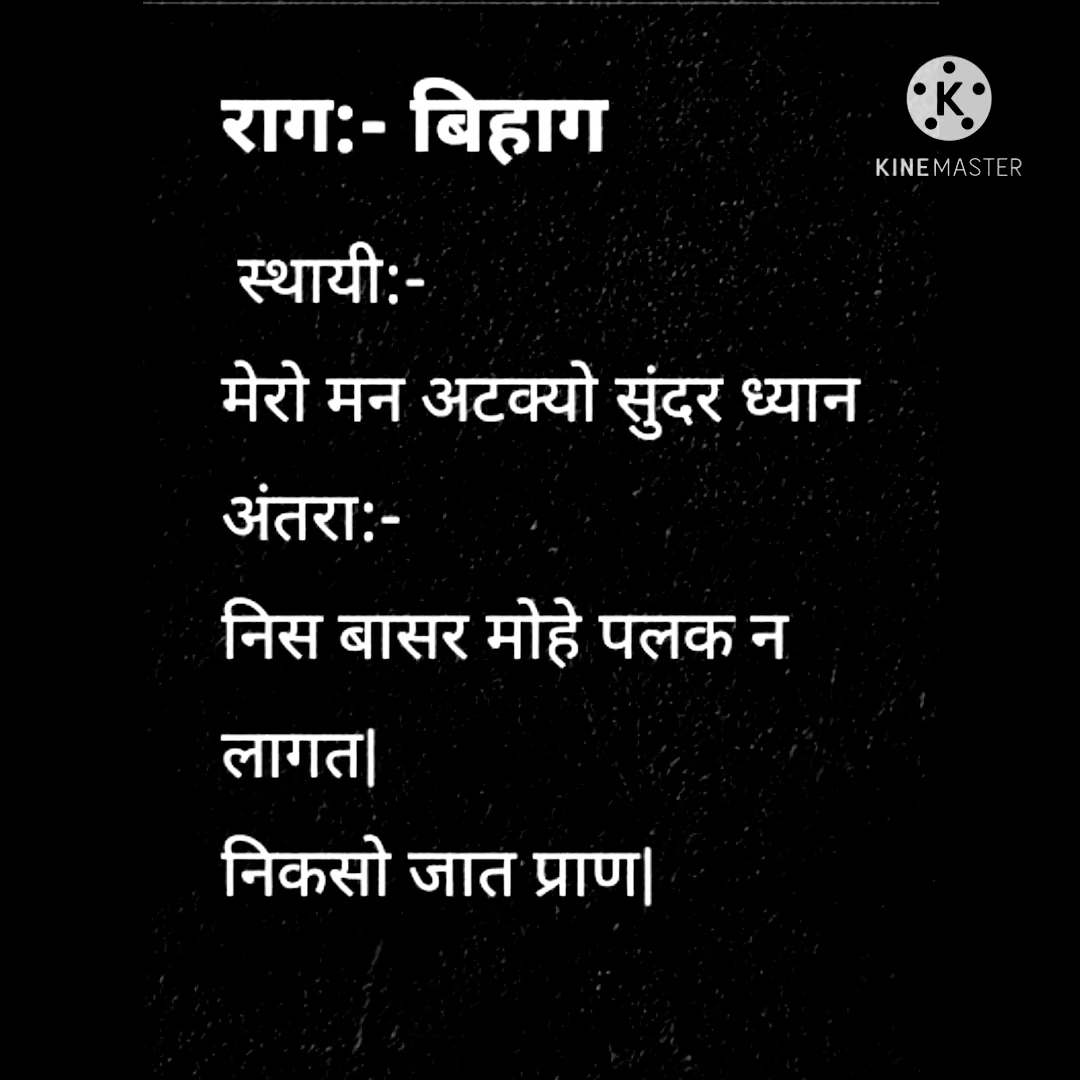 राग:- बिहाग
KINEMASTER
स्थायी:-
मेरो मन अटक्यो सुंदर ध्यान
अंतरा:-
निस बासर मोहे पलक न
लागत|
निकसो जात प्राण|